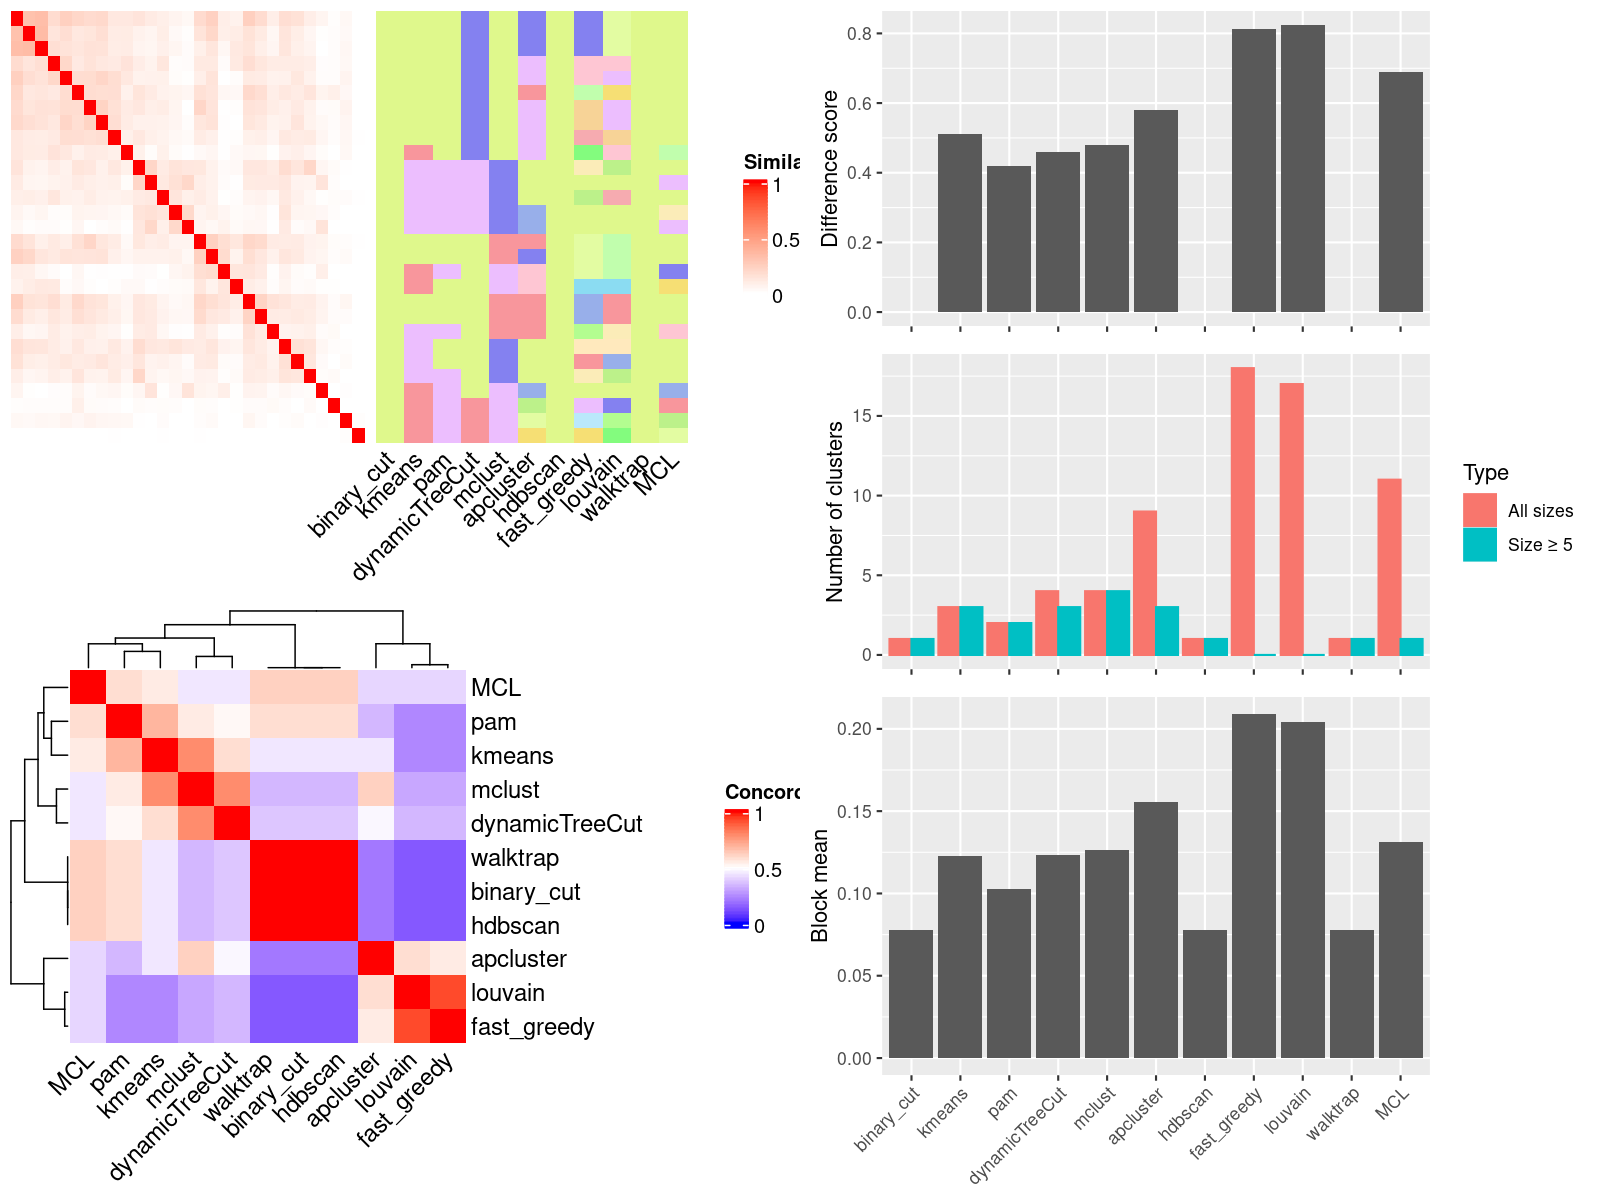 Simila
1
0.5
0
binary_cut
kmeans
pam
dynamicTreeCut
mclust
apcluster
hdbscan
fast_greedy
louvain
walktrap
MCL
MCL
pam
kmeans
mclust
dynamicTreeCut
walktrap
binary_cut
hdbscan
apcluster
louvain
fast_greedy
Concord
1
0.5
0
MCL
pam
kmeans
mclust
dynamicTreeCut
walktrap
binary_cut
hdbscan
apcluster
louvain
fast_greedy
Difference score
0.8
0.6
0.4
0.2
0.0
Number of clusters
15
10
5
0
Type
All sizes
Size ≥ 5
Block mean
0.20
0.15
0.10
0.05
0.00
binary_cut
kmeans
pam
dynamicTreeCut
mclust
apcluster
hdbscan
fast_greedy
louvain
walktrap
MCL